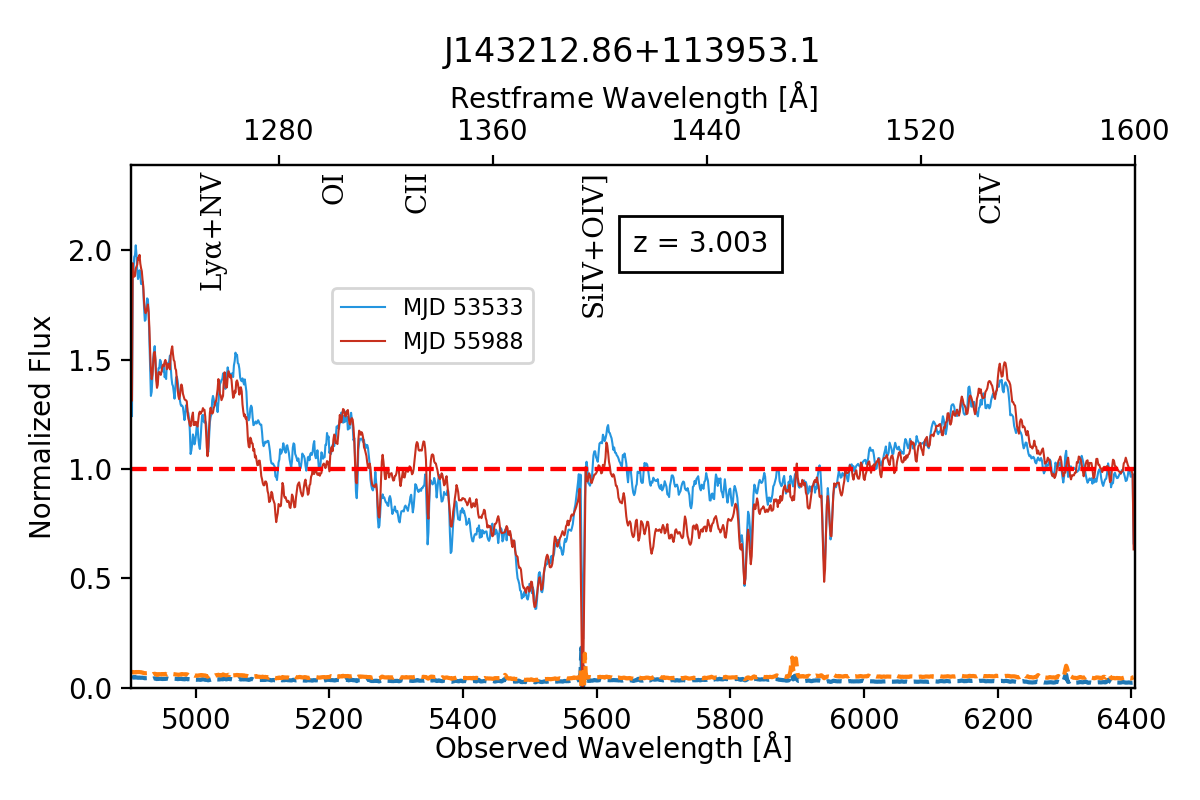 J143212.86+113953.1
Restframe Wavelength [Å]
1280 1360 1440 1520 1600
Lyα+NV
OI
CII
SiIV+OIV]
CIV
z = 3.003
MJD 53533
MJD 55988
Normalized Flux
2.0
1.5
1.0
0.5
0.0
5000 5200 5400 5600 5800 6000 6200 6400
Observed Wavelength [Å]